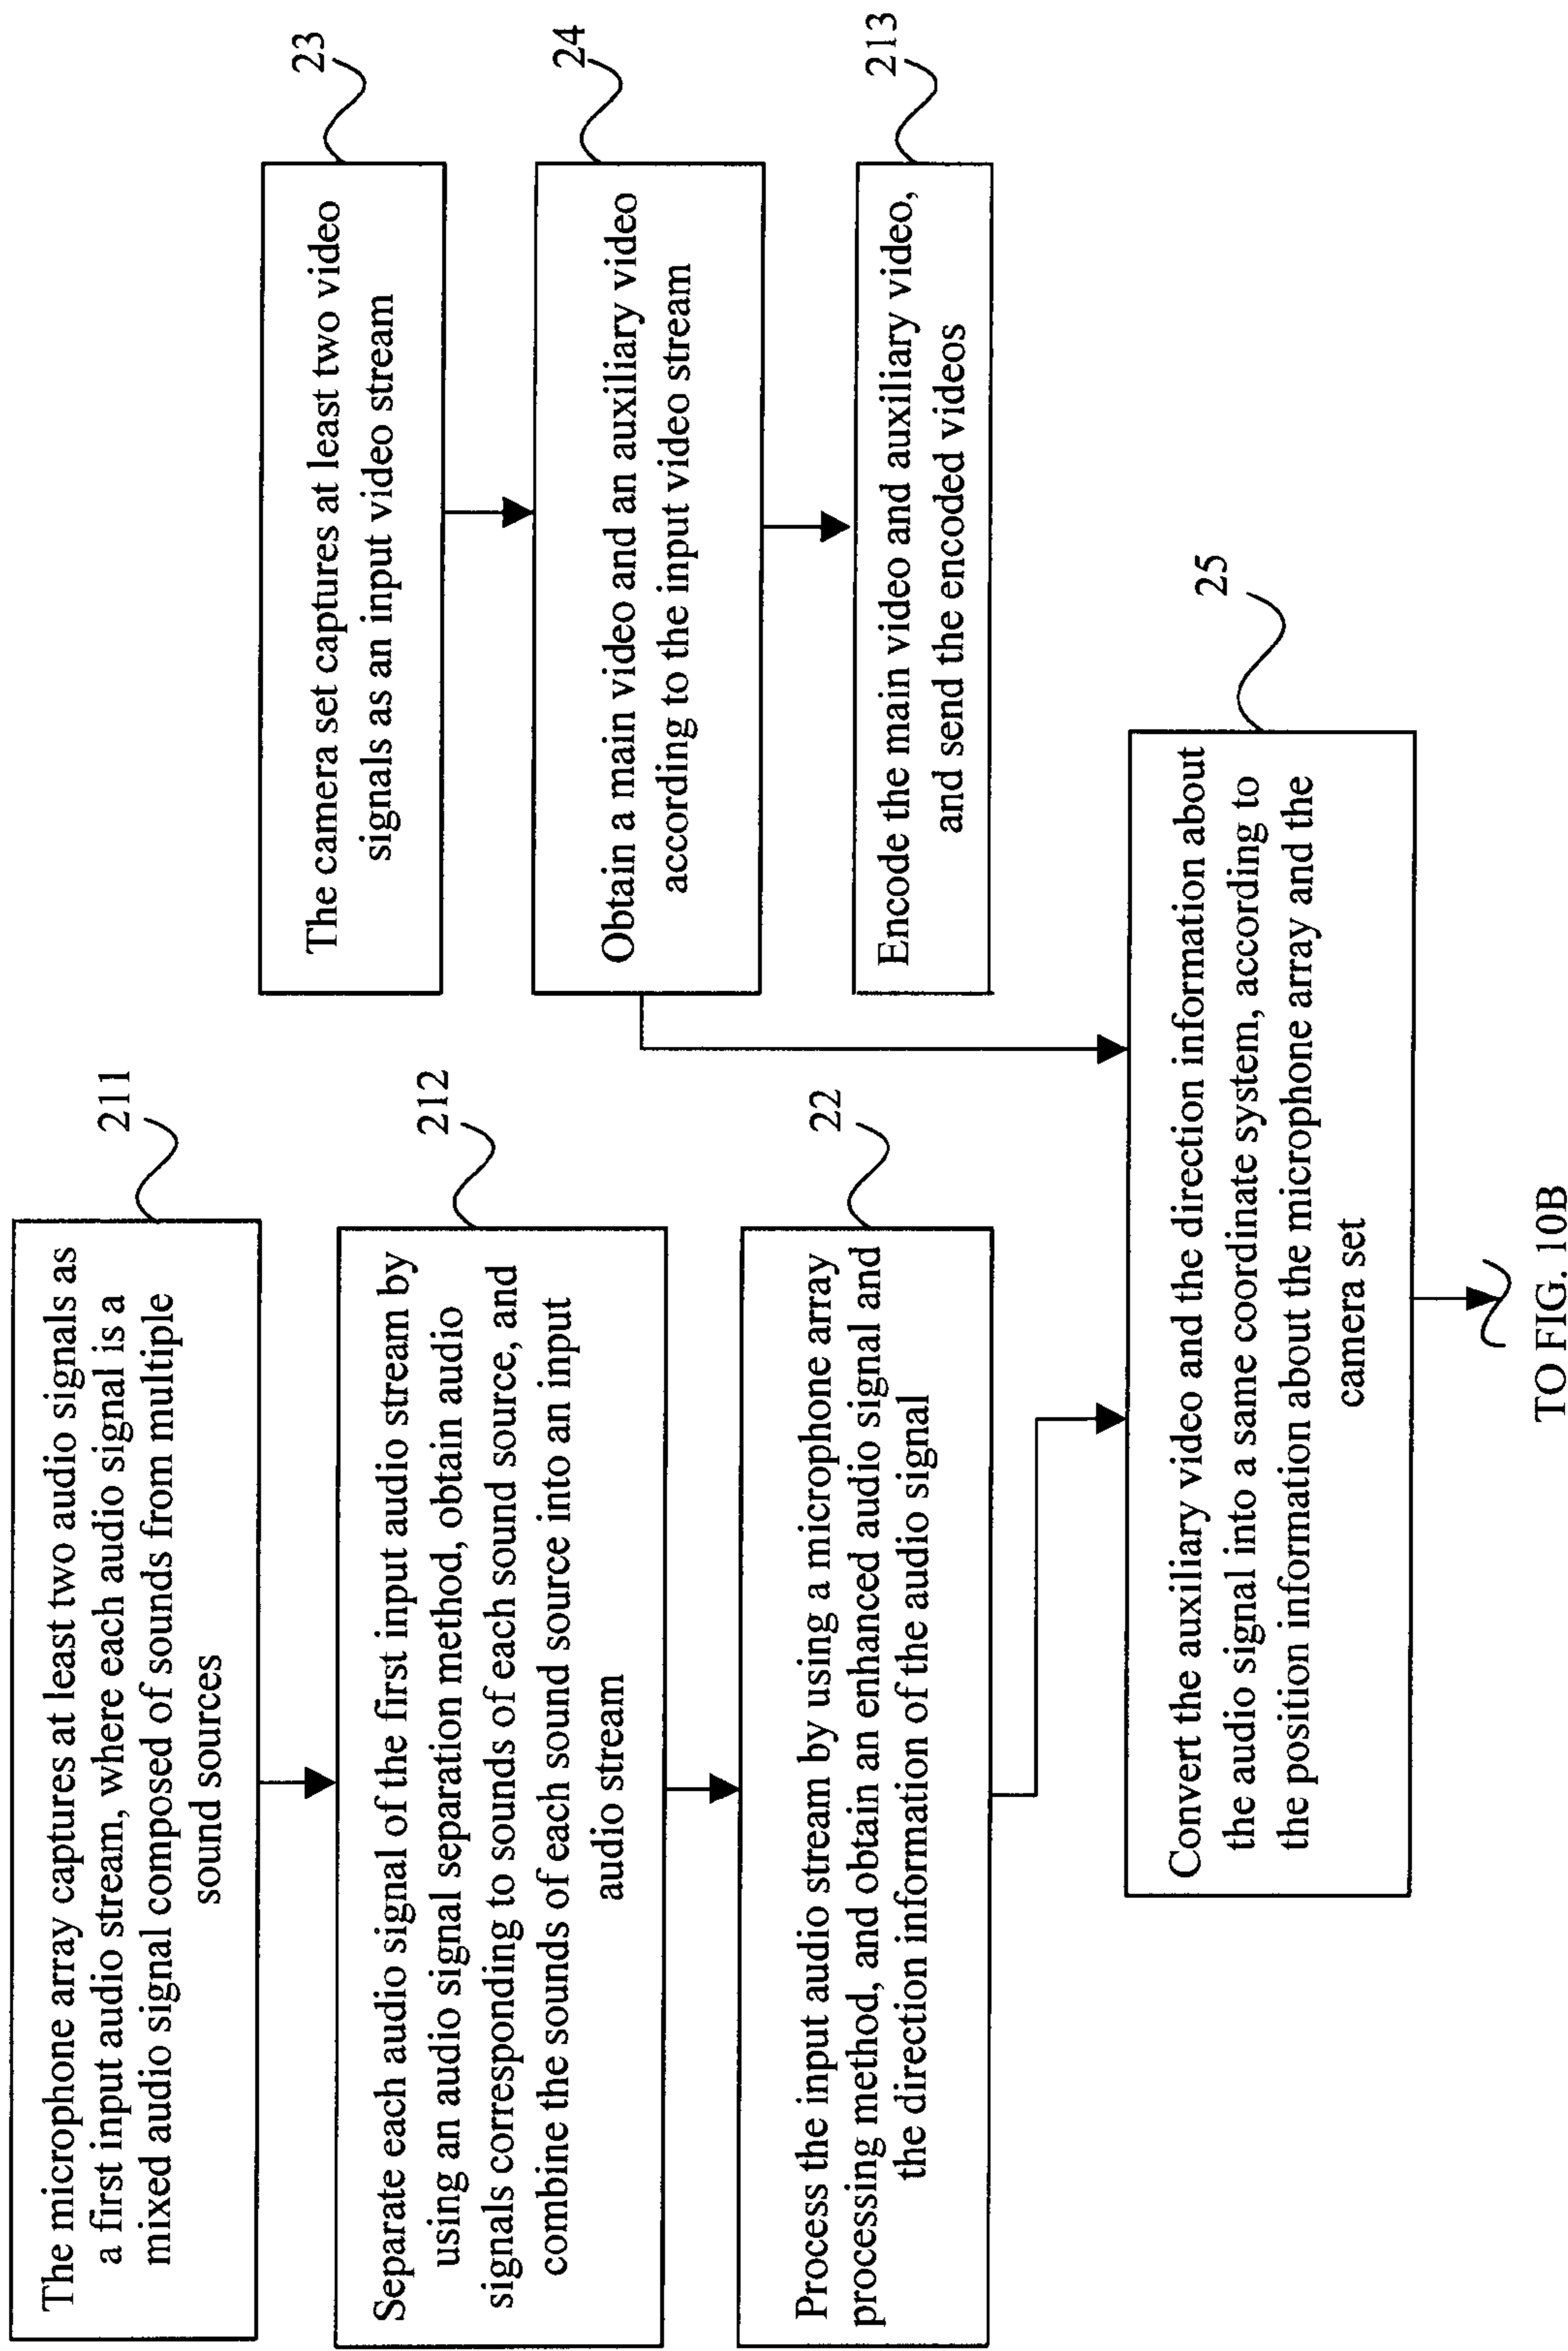 211
The microphone array captures at least two audio signals as
a first input audio stream, where each audio signal is a
mixed audio signal composed of sounds from multiple
sound sources
212
Separate each audio signal of the first input audio stream by
using an audio signal separation method, obtain audio
signals corresponding to sounds of each sound source, and
combine the sounds of each sound source into an input
audio stream
22
Process the input audio stream by using a microphone array
processing method, and obtain an enhanced audio signal and
the direction information of the audio signal
23
The camera set captures at least two video
signals as an input video stream
24
Obtain a main video and an auxiliary video
according to the input video stream
213
Encode the main video and auxiliary video,
and send the encoded videos
25
Convert the auxiliary video and the direction information about
the audio signal into a same coordinate system, according to
the position information about the microphone array and the
camera set
TO FIG. 10B